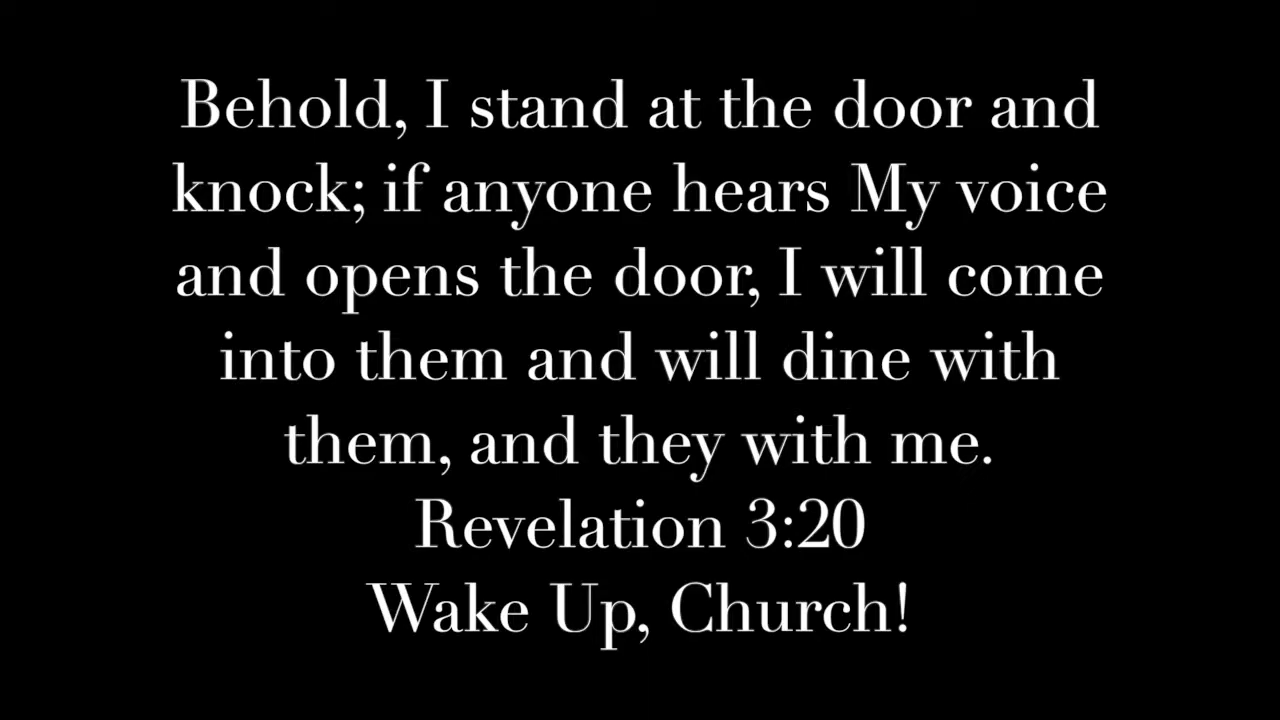 Behold, I stand at the door and
knock; if anyone hears My voice
and opens the door, I will come
into them and will dine with
them, and they with me.
Revelation 3:20
Wake Up, Church!